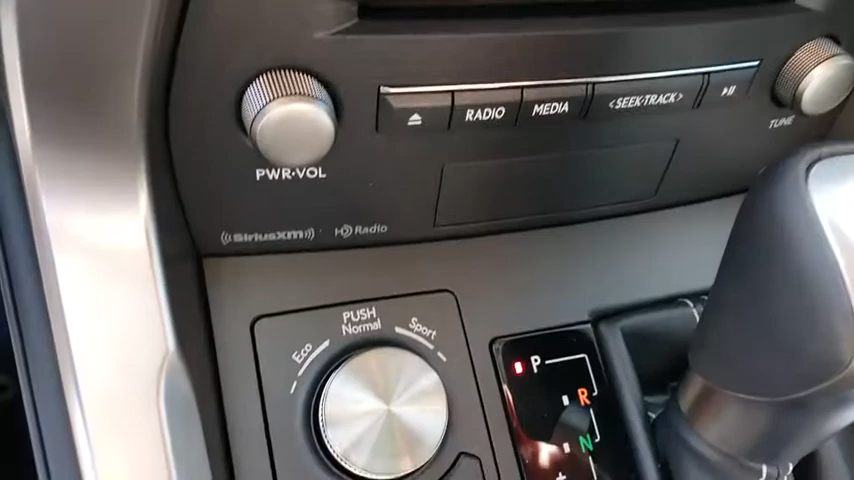 RADIO MEDIA <SEEK·TRACK>
PWR·VOL TUNE
((SiriusXM)) HD Radio
PUSH
Eco Normal Sport
P
R
N
+